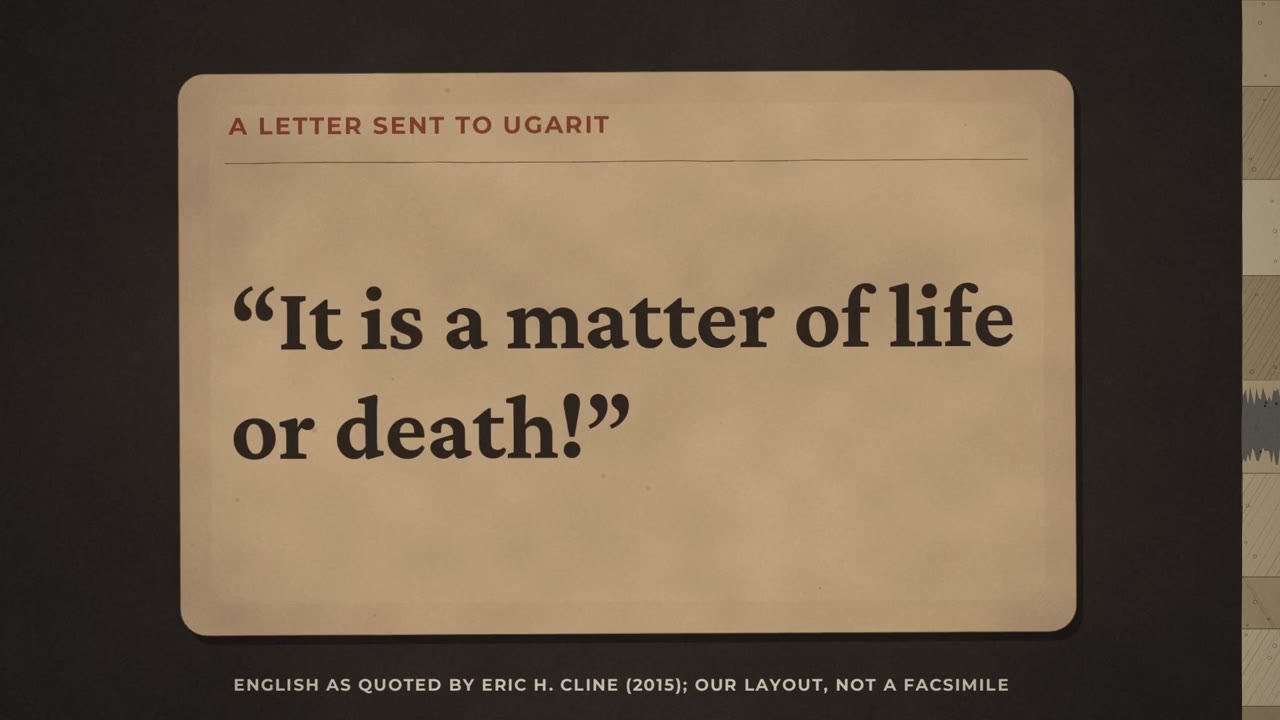 A LETTER SENT TO UGARIT
“It is a matter of life
or death!”
ENGLISH AS QUOTED BY ERIC H. CLINE (2015); OUR LAYOUT, NOT A FACSIMILE